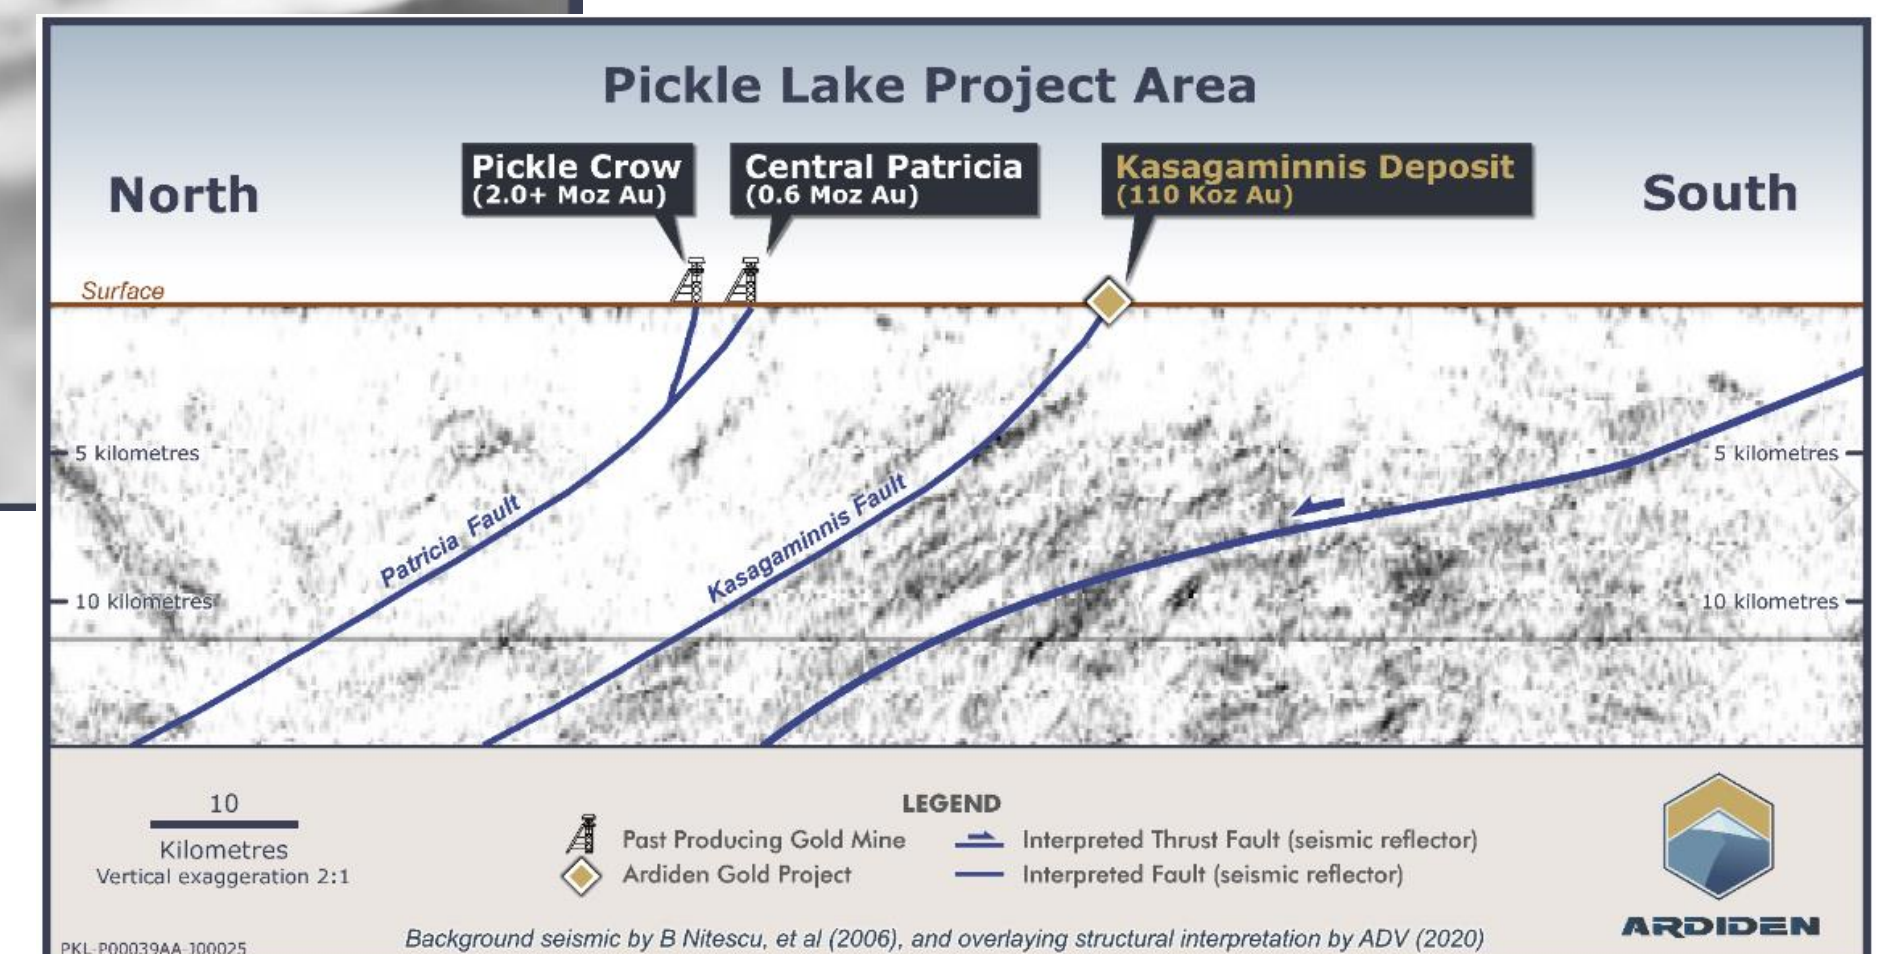 Pickle Lake Project Area
North
Pickle Crow
(2.0+ Moz Au)
Central Patricia
(0.6 Moz Au)
Kasagaminnis Deposit
(110 Koz Au)
South
Surface
5 kilometres
5 kilometres
Patricia Fault
Kasagaminnis Fault
10 kilometres
10 kilometres
10
Kilometres
Vertical exaggeration 2:1
LEGEND
Past Producing Gold Mine
Interpreted Thrust Fault (seismic reflector)
Ardiden Gold Project
Interpreted Fault (seismic reflector)
ARDIDEN
Background seismic by B Nitescu, et al (2006), and overlaying structural interpretation by ADV (2020)
PKL-P00039AA-J00025